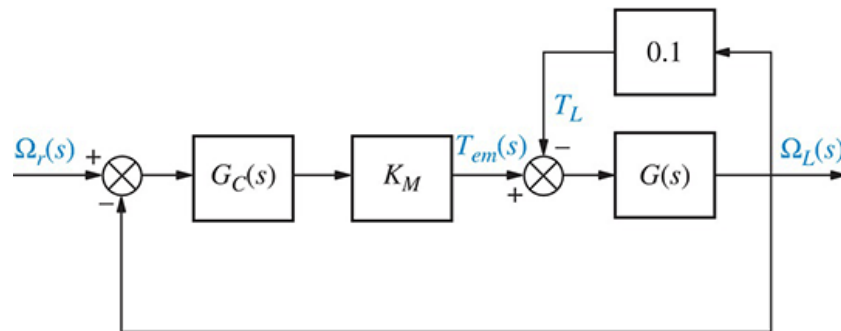 0.1
T_L
Ω_r(s) + − G_C(s) K_M T_em(s) + − G(s) Ω_L(s)